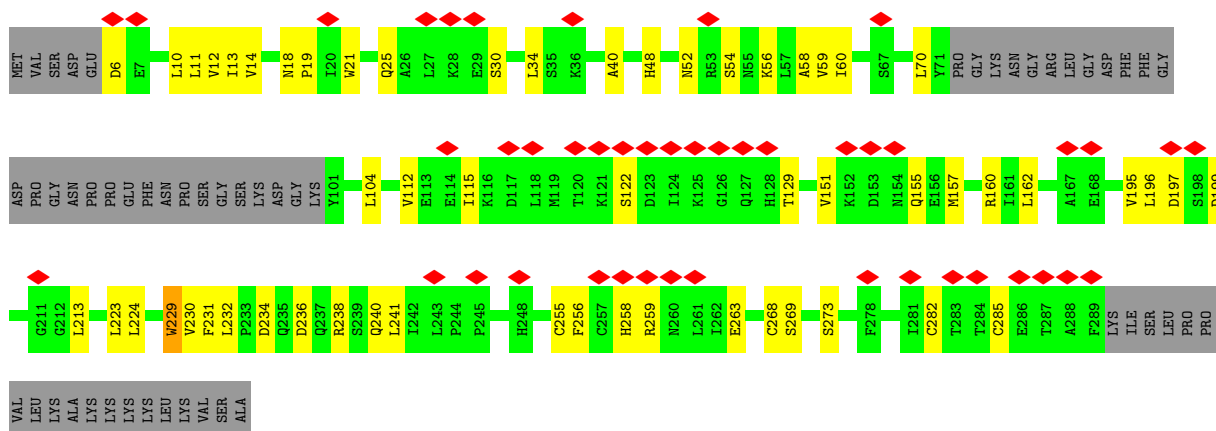 MET VAL SER ASP GLU D6 E7 L10 L11 V12 I13 V14 N18 P19 I20 W21 Q25 A26 L27 K28 E29 S30 L34 S35 K36 A40 H48 N52 R53 S54 N55 K56 L57 A58 V59 I60 S67 L70 Y71 PRO GLY LYS ASN GLY ARG LEU GLY ASP PHE PHE GLY
ASP PRO GLY ASN PRO PRO GLU PHE ASN PRO SER GLY SER LYS ASP GLY LYS Y101 L104 V112 E113 E114 I115 K116 D117 L118 M119 T120 K121 S122 D123 I124 K125 G126 Q127 H128 T129 V151 K152 D153 N154 Q155 E156 M157 R160 I161 L162 A167 E168 V195 L196 D197 S198
G211 G212 L213 L223 L224 W229 V230 F231 L232 P233 D234 Q235 D236 Q237 R238 S239 Q240 L241 I242 L243 P244 P245 H248 C255 F256 C257 H258 R259 N260 L261 I262 E263 C268 S269 S273 F278 I281 C282 T283 T284 C285 E286 T287 A288 F289 LYS ILE SER LEU PRO PRO
VAL LEU LYS ALA LYS LYS LYS LYS LEU LYS VAL SER ALA